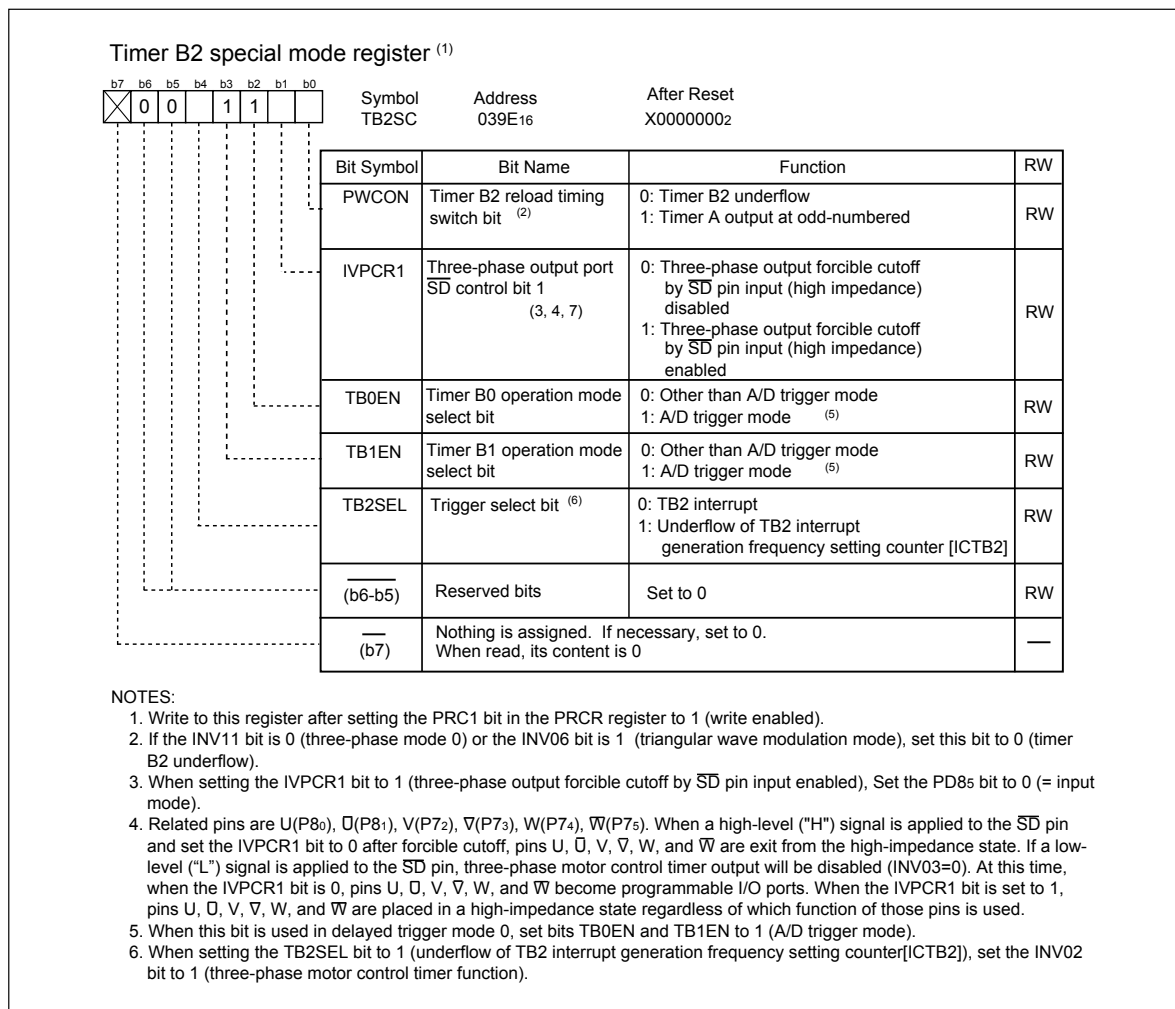 Timer B2 special mode register (1)
b7 b6 b5 b4 b3 b2 b1 b0
0 0 1 1
Symbol Address After Reset
TB2SC 039E16 X00000002
Bit Symbol Bit Name Function RW
PWCON Timer B2 reload timing switch bit (2) 0: Timer B2 underflow
1: Timer A output at odd-numbered RW
IVPCR1 Three-phase output port S̅D̅ control bit 1 (3, 4, 7) 0: Three-phase output forcible cutoff
by S̅D̅ pin input (high impedance)
disabled
1: Three-phase output forcible cutoff
by S̅D̅ pin input (high impedance)
enabled RW
TB0EN Timer B0 operation mode select bit 0: Other than A/D trigger mode
1: A/D trigger mode (5) RW
TB1EN Timer B1 operation mode select bit 0: Other than A/D trigger mode
1: A/D trigger mode (5) RW
TB2SEL Trigger select bit (6) 0: TB2 interrupt
1: Underflow of TB2 interrupt
generation frequency setting counter [ICTB2] RW
(b6-b5) Reserved bits Set to 0 RW
(b7) Nothing is assigned. If necessary, set to 0.
When read, its content is 0 —
NOTES:
1. Write to this register after setting the PRC1 bit in the PRCR register to 1 (write enabled).
2. If the INV11 bit is 0 (three-phase mode 0) or the INV06 bit is 1 (triangular wave modulation mode), set this bit to 0 (timer
B2 underflow).
3. When setting the IVPCR1 bit to 1 (three-phase output forcible cutoff by S̅D̅ pin input enabled), Set the PD85 bit to 0 (= input
mode).
4. Related pins are U(P80), U̅(P81), V(P72), V̅(P73), W(P74), W̅(P75). When a high-level ("H") signal is applied to the S̅D̅ pin
and set the IVPCR1 bit to 0 after forcible cutoff, pins U, U̅, V, V̅, W, and W̅ are exit from the high-impedance state. If a low-
level (“L”) signal is applied to the S̅D̅ pin, three-phase motor control timer output will be disabled (INV03=0). At this time,
when the IVPCR1 bit is 0, pins U, U̅, V, V̅, W, and W̅ become programmable I/O ports. When the IVPCR1 bit is set to 1,
pins U, U̅, V, V̅, W, and W̅ are placed in a high-impedance state regardless of which function of those pins is used.
5. When this bit is used in delayed trigger mode 0, set bits TB0EN and TB1EN to 1 (A/D trigger mode).
6. When setting the TB2SEL bit to 1 (underflow of TB2 interrupt generation frequency setting counter[ICTB2]), set the INV02
bit to 1 (three-phase motor control timer function).